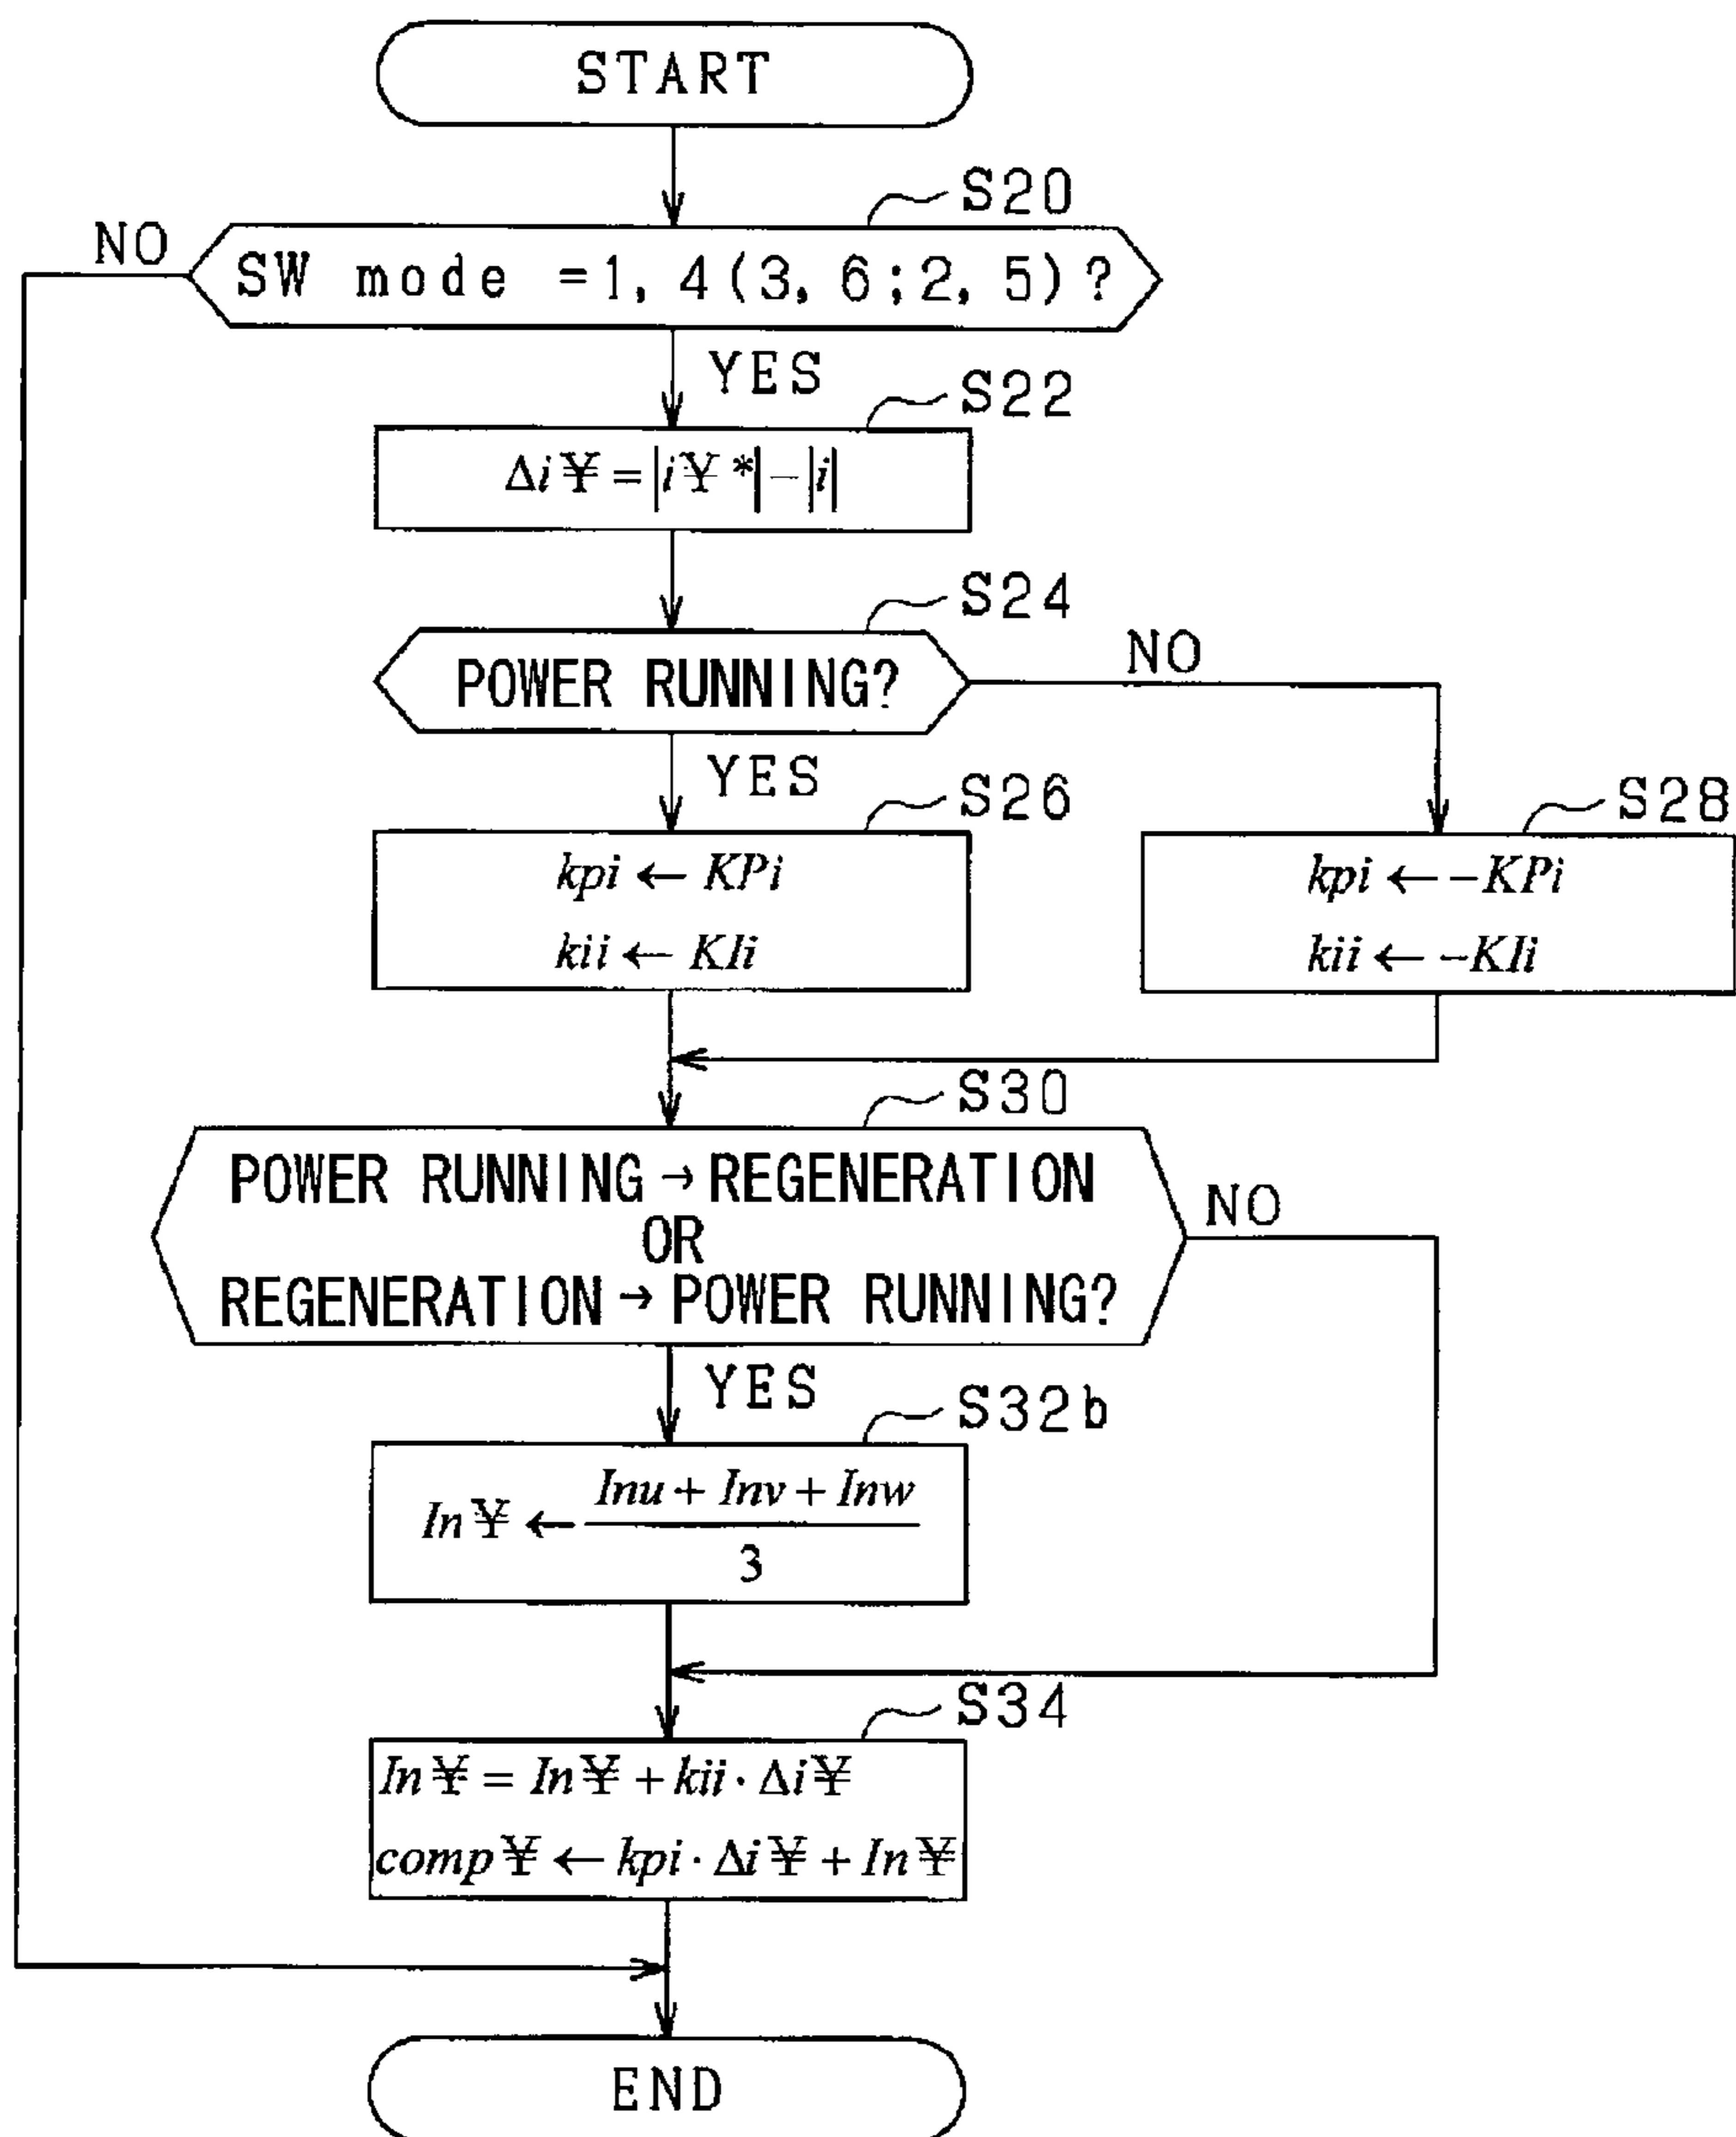 START
S20
NO
SW mode =1, 4(3, 6;2, 5)?
YES
S22
Δi¥=|i¥*|−|i|
S24
POWER RUNNING?
NO
YES
S26
S28
kpi ← KPi
kii ← KIi
kpi ← −KPi
kii ← −KIi
S30
POWER RUNNING → REGENERATION
OR
REGENERATION → POWER RUNNING?
NO
YES
S32b
In¥ ← Inu + Inv + Inw
3
S34
In¥ = In¥ + kii · Δi¥
comp¥ ← kpi · Δi¥ + In¥
END